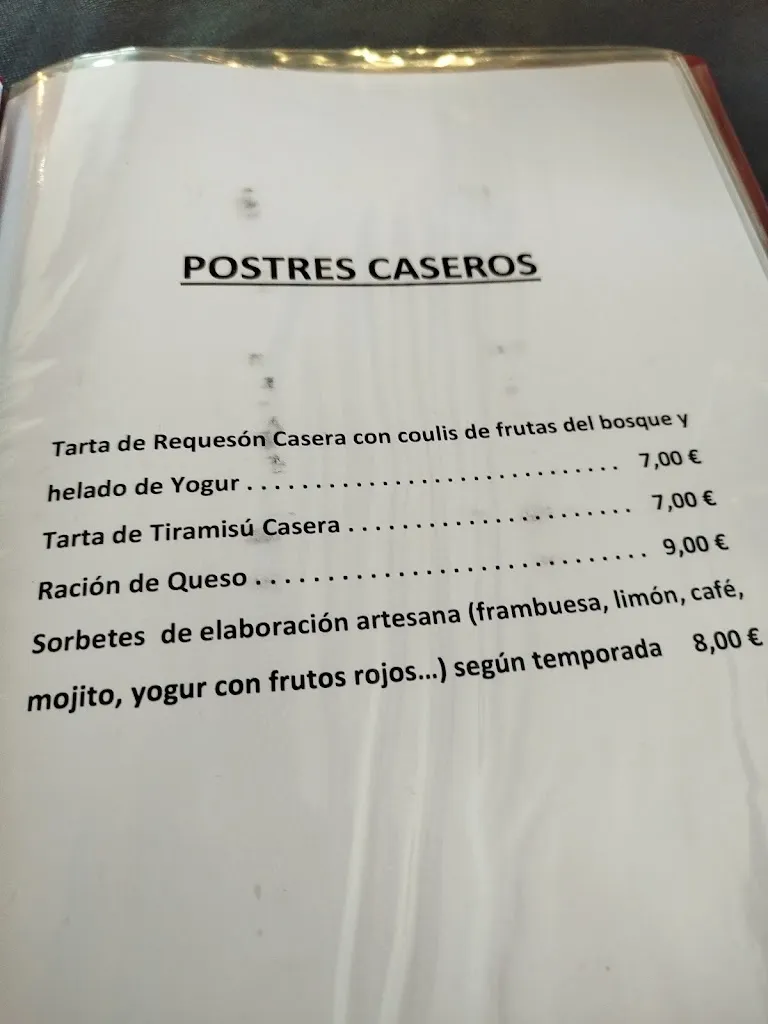 POSTRES CASEROS
Tarta de Requesón Casera con coulis de frutas del bosque y
helado de Yogur . . . . . . . . . . . . . . . . . . . . . . . . . . . . . 7,00 €
Tarta de Tiramisú Casera . . . . . . . . . . . . . . . . . . . . . . 7,00 €
Ración de Queso . . . . . . . . . . . . . . . . . . . . . . . . . . . . . 9,00 €
Sorbetes de elaboración artesana (frambuesa, limón, café,
mojito, yogur con frutos rojos...) según temporada 8,00 €